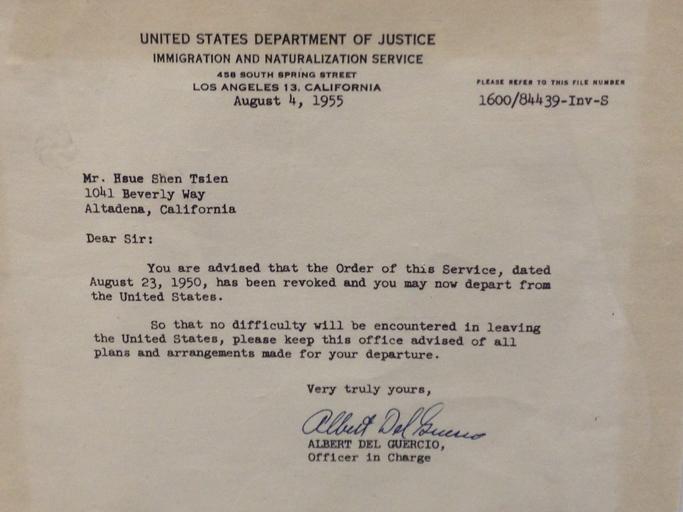 UNITED STATES DEPARTMENT OF JUSTICE
IMMIGRATION AND NATURALIZATION SERVICE
458 SOUTH SPRING STREET
LOS ANGELES 13, CALIFORNIA
August 4, 1955
PLEASE REFER TO THIS FILE NUMBER
1600/84439-Inv-S
Mr. Hsue Shen Tsien
1041 Beverly Way
Altadena, California
Dear Sir:
You are advised that the Order of this Service, dated
August 23, 1950, has been revoked and you may now depart from
the United States.
So that no difficulty will be encountered in leaving
the United States, please keep this office advised of all
plans and arrangements made for your departure.
Very truly yours,
Albert Del Guercio
ALBERT DEL GUERCIO,
Officer in Charge